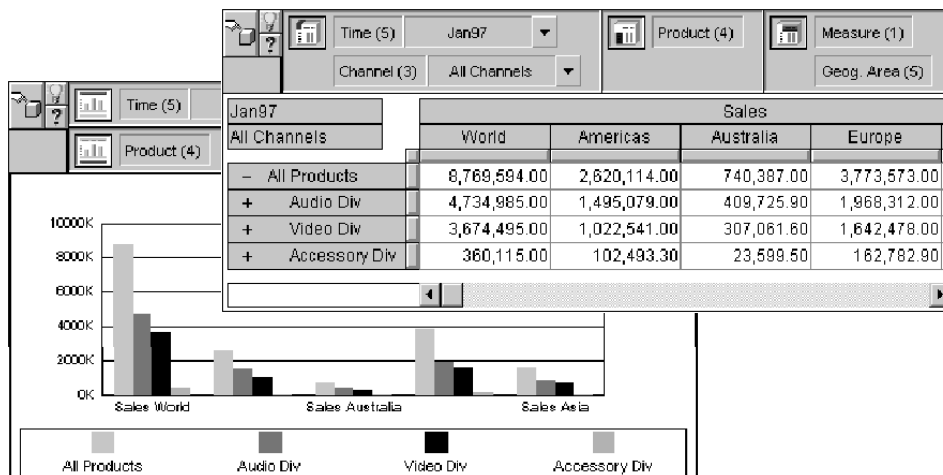 Time (5) Jan97 Product (4) Measure (1)
Channel (3) All Channels Geog. Area (5)
Jan97 Sales
All Channels World Americas Australia Europe
− All Products 8,769,594.00 2,620,114.00 740,387.00 3,773,573.00
+ Audio Div 4,734,985.00 1,495,079.00 409,725.90 1,968,312.00
+ Video Div 3,674,495.00 1,022,541.00 307,061.60 1,642,478.00
+ Accessory Div 360,115.00 102,493.30 23,599.50 162,782.90
? Time (5)
Product (4)
10000K
8000K
6000K
4000K
2000K
0K
Sales World Sales Australia Sales Asia
All Products Audio Div Video Div Accessory Div